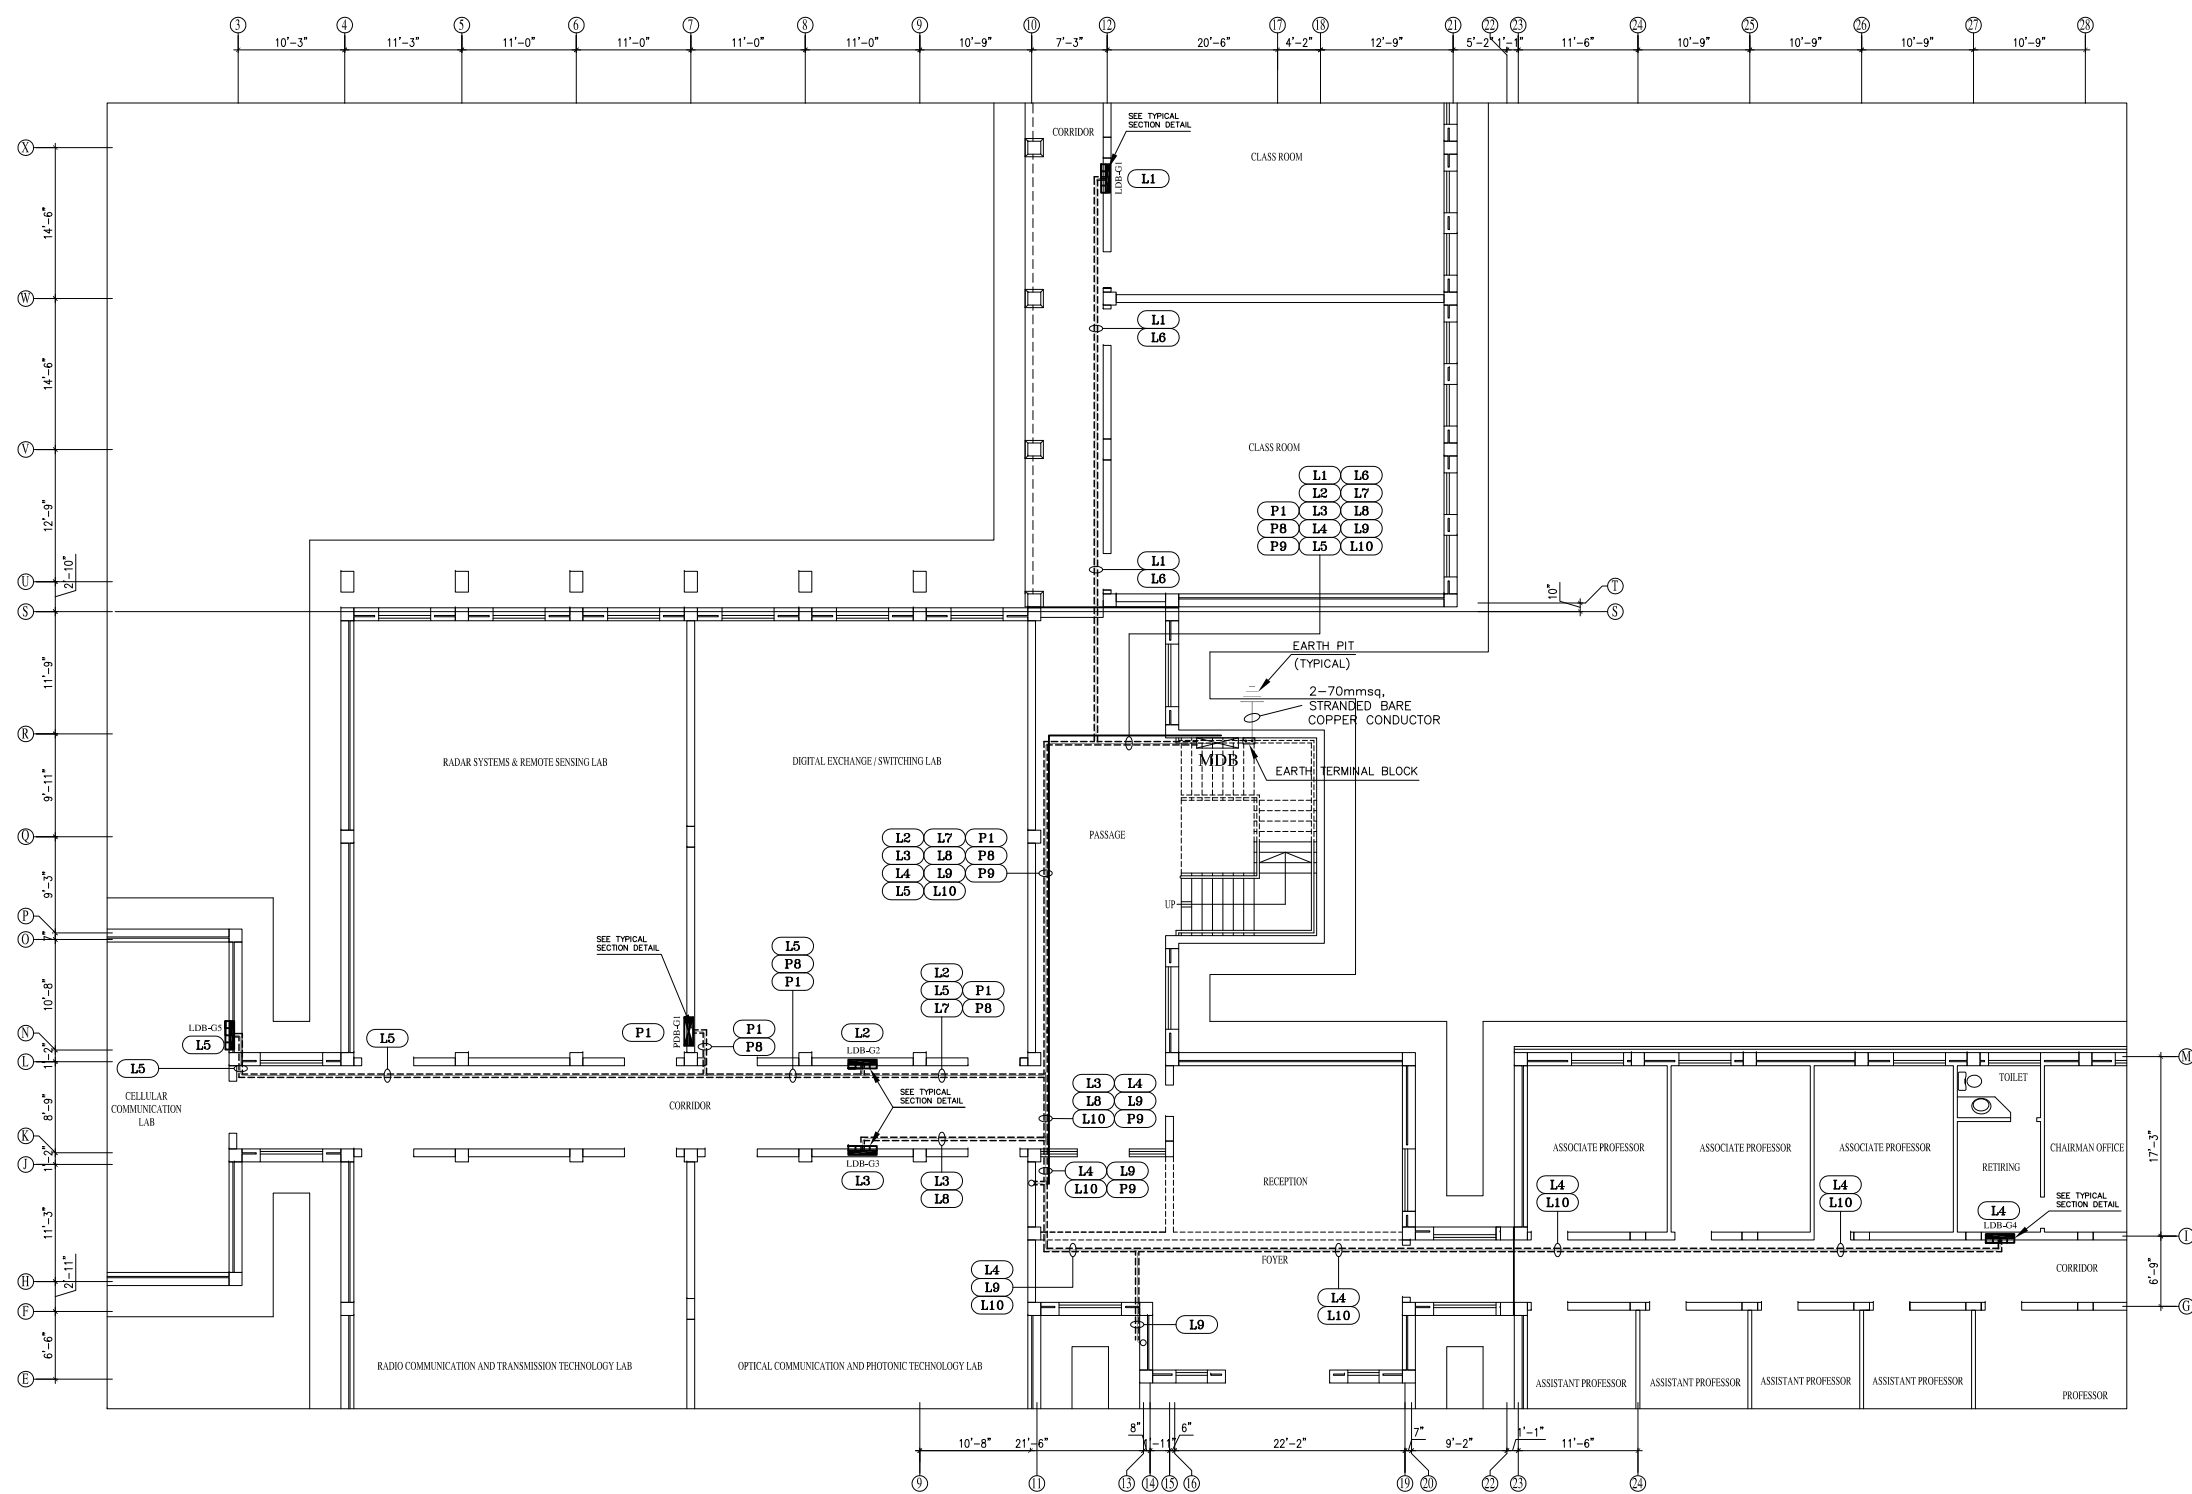 3 4 5 6 7 8 9 10 12 17 18 21 22 23 24 25 26 27 28
10'-3" 11'-3" 11'-0" 11'-0" 11'-0" 11'-0" 10'-9" 7'-3" 20'-6" 4'-2" 12'-9" 5'-2" 1'-1" 11'-6" 10'-9" 10'-9" 10'-9" 10'-9"
SEE TYPICAL
SECTION DETAIL
CORRIDOR
X
CLASS ROOM
LDB-G1
L1
14'-6"
W
L1
L6
14'-6"
V
CLASS ROOM
L1 L6
L2 L7
P1 L3 L8
P8 L4 L9
P9 L5 L10
12'-9"
L1
L6
U
2'-10"
S
10"
T
S
EARTH PIT
(TYPICAL)
11'-9"
2-70mmsq,
STRANDED BARE
COPPER CONDUCTOR
R
MDB
EARTH TERMINAL BLOCK
RADAR SYSTEMS & REMOTE SENSING LAB
DIGITAL EXCHANGE / SWITCHING LAB
9'-11"
Q
PASSAGE
L2 L7 P1
L3 L8 P8
L4 L9 P9
L5 L10
9'-3"
UP
P
7"
O
SEE TYPICAL
SECTION DETAIL
L5
P8
P1
L2
L5 P1
L7 P8
10'-8"
N
LDB-G5
L5
L5
P1
PDB-G1
P1
P8
L2
LDB-G2
1'-2"
L
M
L5
CELLULAR
COMMUNICATION
LAB
CORRIDOR
SEE TYPICAL
SECTION DETAIL
L3 L4
L8 L9
L10 P9
TOILET
8'-9"
K
1'-2"
J
LDB-G3
L3
L3
L8
L4 L9
L10 P9
RECEPTION
ASSOCIATE PROFESSOR
ASSOCIATE PROFESSOR
ASSOCIATE PROFESSOR
RETIRING
CHAIRMAN OFFICE
17'-3"
L4
L10
L4
L10
L4
LDB-G4
SEE TYPICAL
SECTION DETAIL
11'-3"
I
FOYER
CORRIDOR
6'-9"
2'-11"
H
L4
L9
L10
L4
L10
F
G
L9
6'-6"
E
RADIO COMMUNICATION AND TRANSMISSION TECHNOLOGY LAB
OPTICAL COMMUNICATION AND PHOTONIC TECHNOLOGY LAB
ASSISTANT PROFESSOR
ASSISTANT PROFESSOR
ASSISTANT PROFESSOR
ASSISTANT PROFESSOR
PROFESSOR
10'-8" 21'-6" 8" 1'-11" 6" 22'-2" 7" 9'-2" 1'-1" 11'-6"
9 11 13 14 15 16 19 20 22 23 24